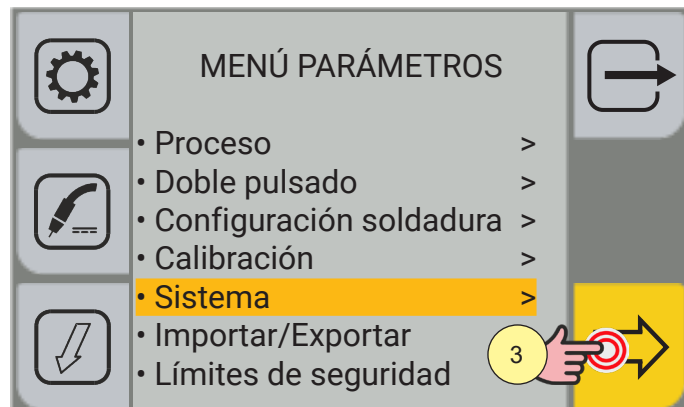 MENÚ PARÁMETROS
• Proceso >
• Doble pulsado >
• Configuración soldadura >
• Calibración >
• Sistema >
• Importar/Exportar
• Límites de seguridad
3